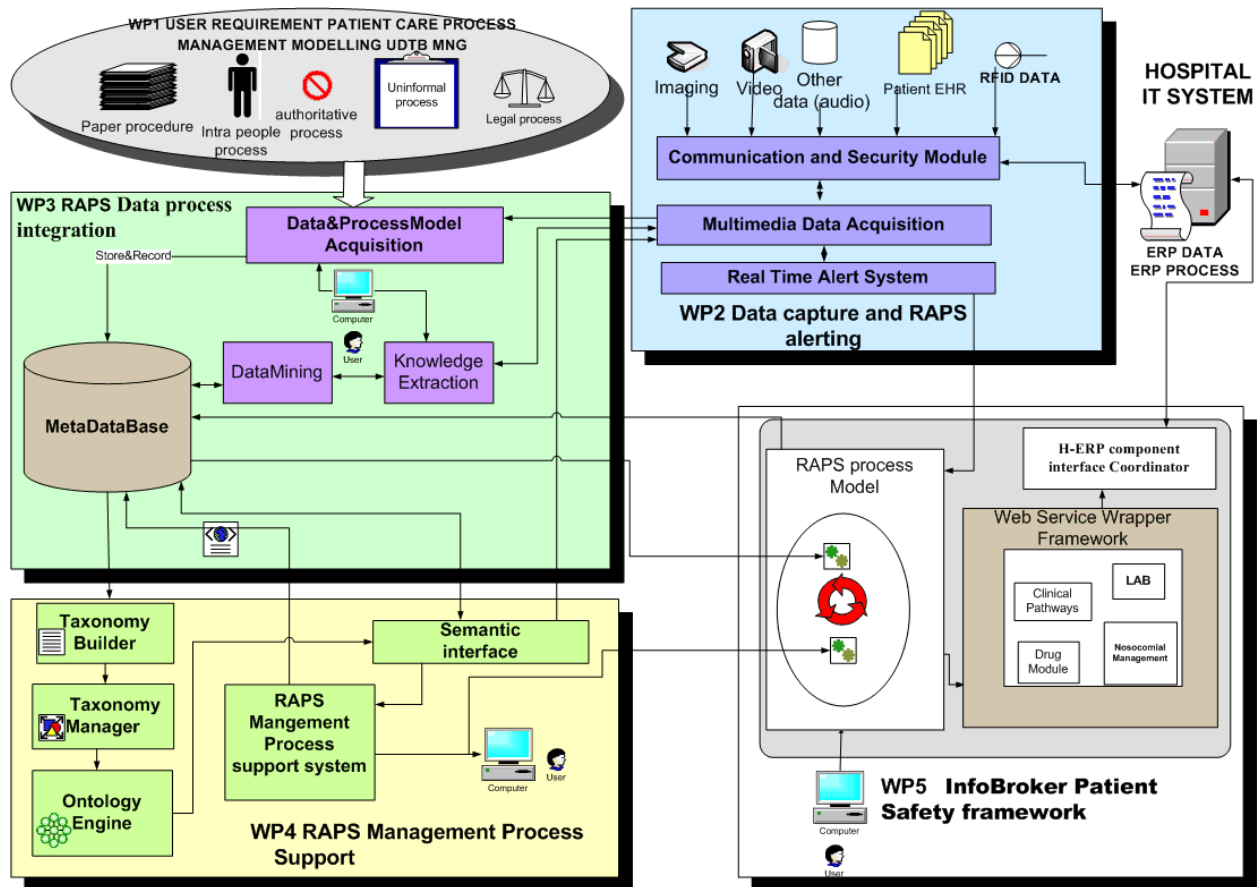 WP1 USER REQUIREMENT PATIENT CARE PROCESS
MANAGEMENT MODELLING UDTB MNG
Paper procedure
Intra people
process
authoritative
process
Uninformal
process
Legal process
Imaging
Video
Other
data (audio)
Patient EHR
RFID DATA
Communication and Security Module
Multimedia Data Acquisition
Real Time Alert System
WP2 Data capture and RAPS
alerting
HOSPITAL
IT SYSTEM
ERP DATA
ERP PROCESS
WP3 RAPS Data process
integration
Data&ProcessModel
Acquisition
Store&Record
Computer
User
DataMining
Knowledge
Extraction
MetaDataBase
Taxonomy
Builder
Taxonomy
Manager
Ontology
Engine
Semantic
interface
RAPS
Mangement
Process
support system
Computer
User
WP4 RAPS Management Process
Support
RAPS process
Model
H-ERP component
interface Coordinator
Web Service Wrapper
Framework
Clinical
Pathways
LAB
Drug
Module
Nosocomial
Management
Computer
User
WP5 InfoBroker Patient
Safety framework